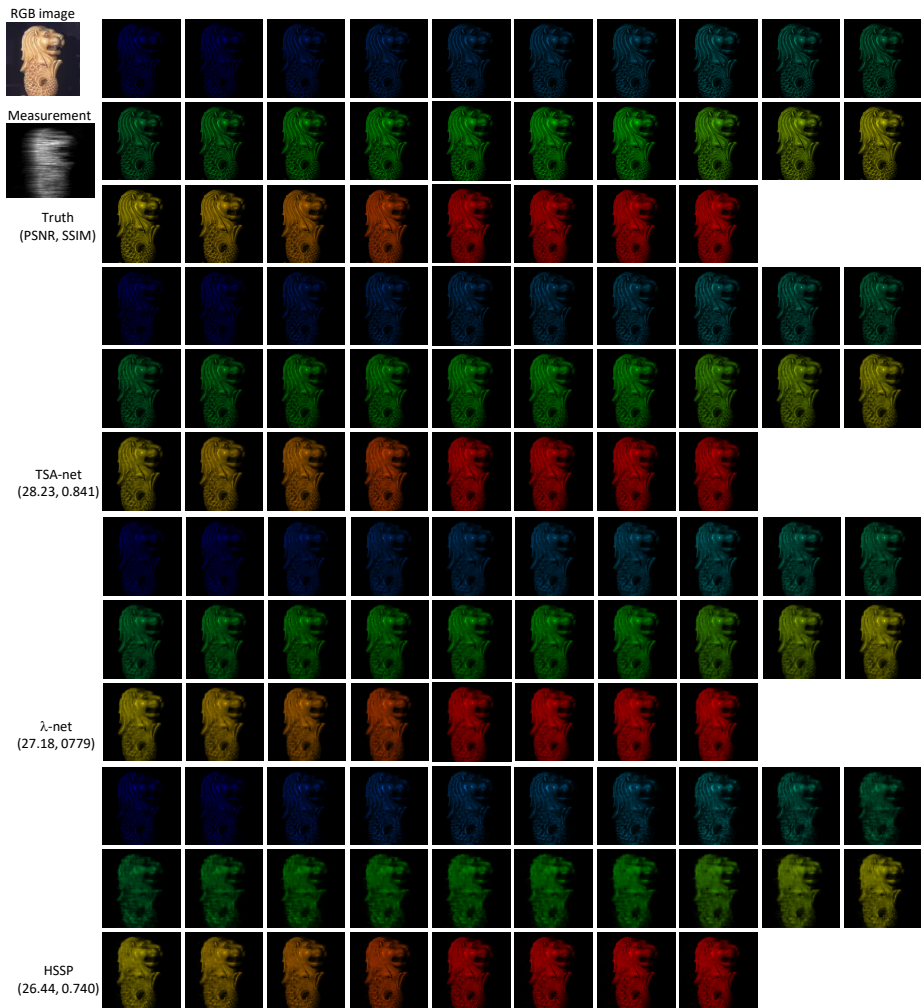 RGB image
Measurement
Truth
(PSNR, SSIM)
TSA-net
(28.23, 0.841)
λ-net
(27.18, 0779)
HSSP
(26.44, 0.740)